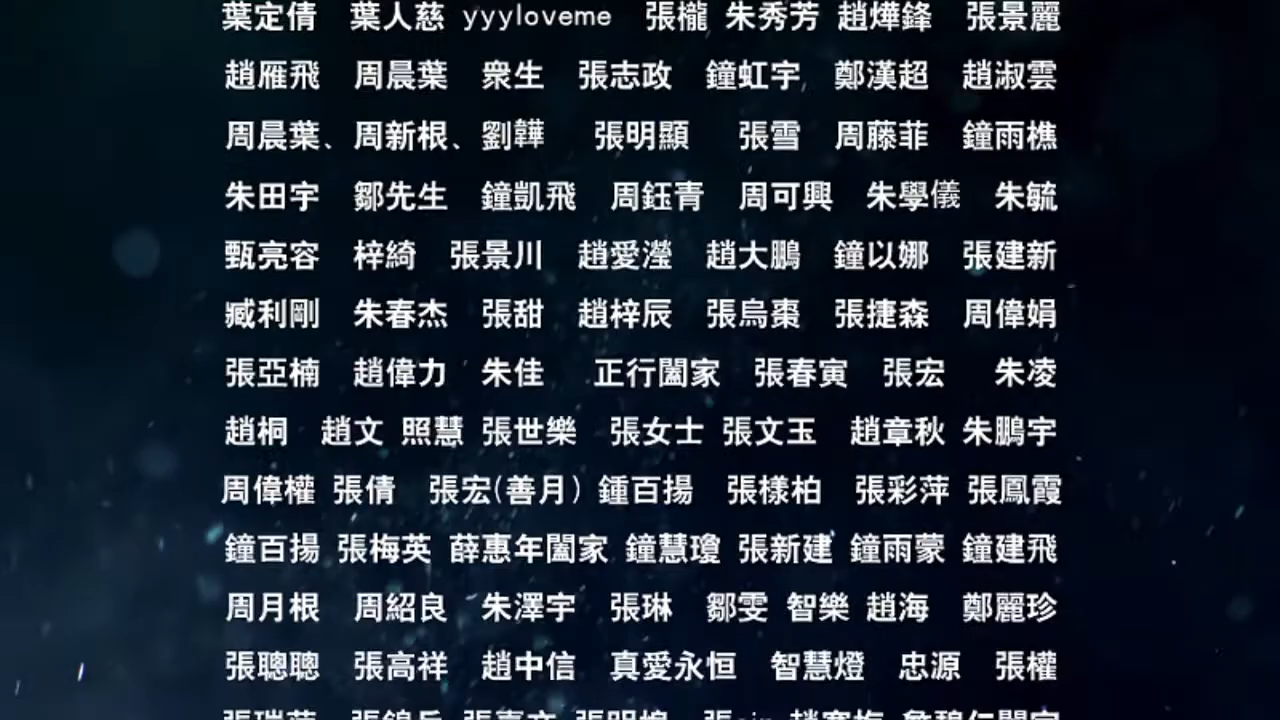 葉定倩 葉人慈 yyyloveme 張櫳 朱秀芳 趙燁鋒 張景麗
趙雁飛 周晨葉 衆生 張志政 鐘虹宇 鄭漢超 趙淑雲
周晨葉、周新根、劉韡 張明顯 張雪 周藤菲 鐘雨樵
朱田宇 鄒先生 鐘凱飛 周鈺青 周可興 朱學儀 朱毓
甄亮容 梓綺 張景川 趙愛瀅 趙大鵬 鐘以娜 張建新
臧利剛 朱春杰 張甜 趙梓辰 張烏棗 張捷森 周偉娟
張亞楠 趙偉力 朱佳 正行闔家 張春寅 張宏 朱凌
趙桐 趙文 照慧 張世樂 張女士 張文玉 趙章秋 朱鵬宇
周偉權 張倩 張宏(善月) 鍾百揚 張樣柏 張彩萍 張鳳霞
鐘百揚 張梅英 薛惠年闔家 鐘慧瓊 張新建 鐘雨蒙 鐘建飛
周月根 周紹良 朱澤宇 張琳 鄒雯 智樂 趙海 鄭麗珍
張聰聰 張高祥 趙中信 真愛永恒 智慧燈 忠源 張權